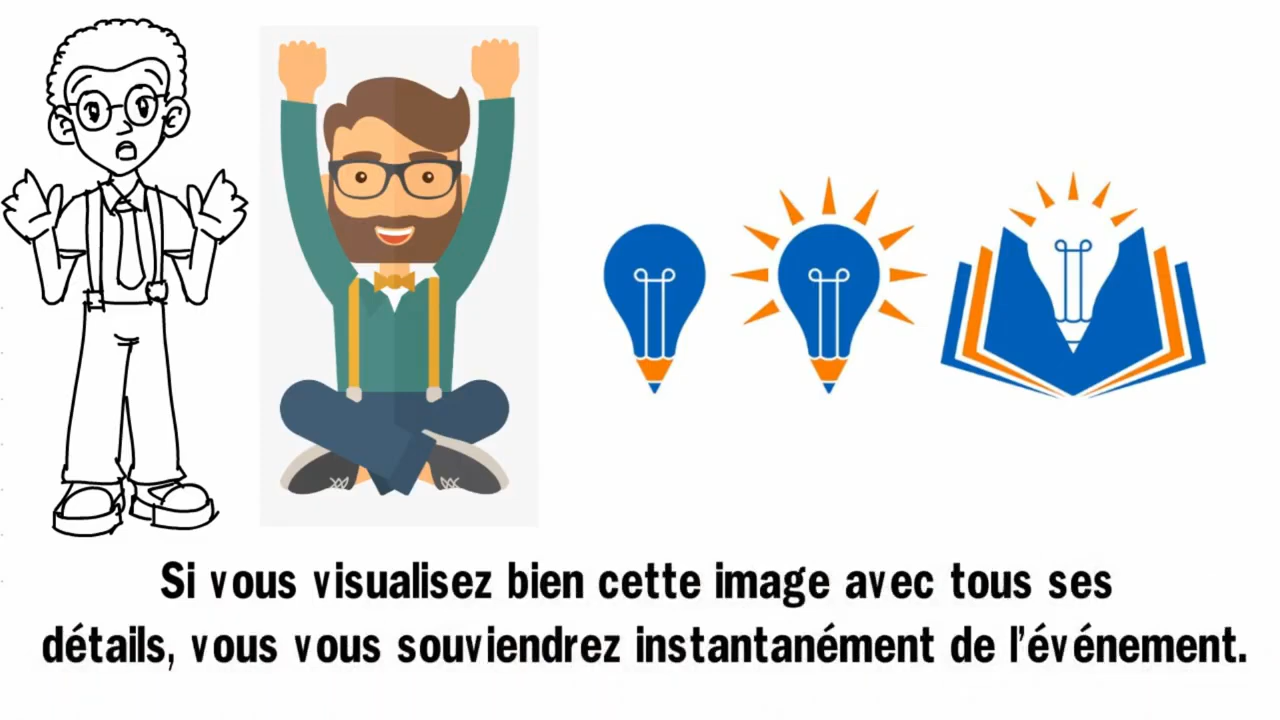 Si vous visualisez bien cette image avec tous ses
détails, vous vous souviendrez instantanément de l'événement.